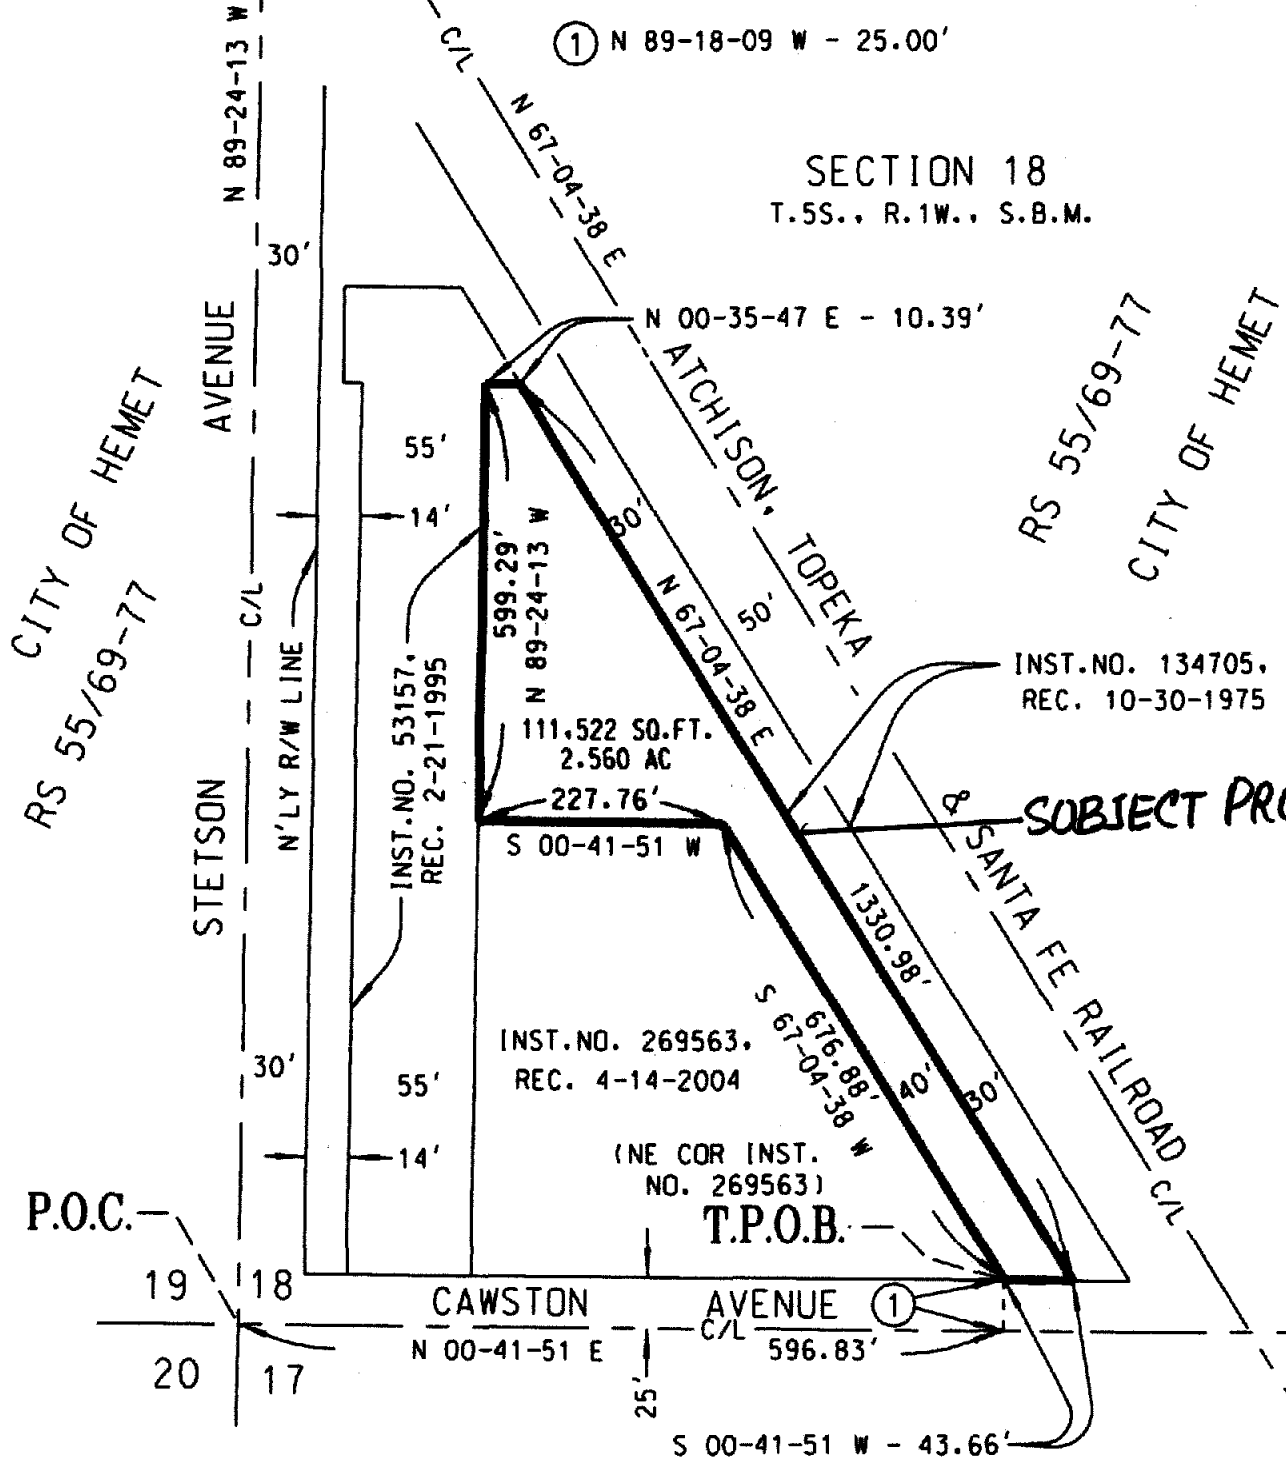 ① N 89-18-09 W - 25.00'
N 89-24-13 W
C/L
N 67-04-38 E
SECTION 18
T.5S., R.1W., S.B.M.
30'
N 00-35-47 E - 10.39'
AVENUE
CITY OF HEMET
RS 55/69-77
ATCHISON, TOPEKA
RS 55/69-77
CITY OF HEMET
55'
14'
30'
599.29'
N 89-24-13 W
N 67-04-38 E
50'
C/L
N'LY R/W LINE
INST.NO. 53157,
REC. 2-21-1995
INST.NO. 134705,
REC. 10-30-1975
111,522 SQ.FT.
2.560 AC
227.76'
S 00-41-51 W
STETSON
& SANTA FE RAILROAD
SOBJECT PRO
1330.98'
676.88'
S 67-04-38 W
INST.NO. 269563,
REC. 4-14-2004
30'
55'
14'
40'
30'
(NE COR INST.
NO. 269563)
C/L
P.O.C.
T.P.O.B.
19 18
CAWSTON AVENUE ①
C/L
N 00-41-51 E
596.83'
20 17
25'
S 00-41-51 W - 43.66'